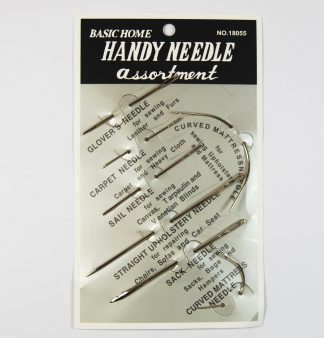 BASIC HOME
NO.18055
HANDY NEEDLE
assortment
GLOVER'S NEEDLE
for sewing
Leather and Furs
CURVED MATTRESS NEEDLE
for
sewing Upholstery
and Mattress
CARPET NEEDLE
for sewing
Carpet and Heavy Cloth
SAIL NEEDLE
for sewing
Canvas, Tarpaulin and
Venetian Blinds
STRAIGHT UPHOLSTERY NEEDLE
for repairing
Chairs, Sofas and Car Seat
SACK NEEDLE
for sewing
Sacks, Bags and
Hampers
CURVED MATTRESS
NEEDLE